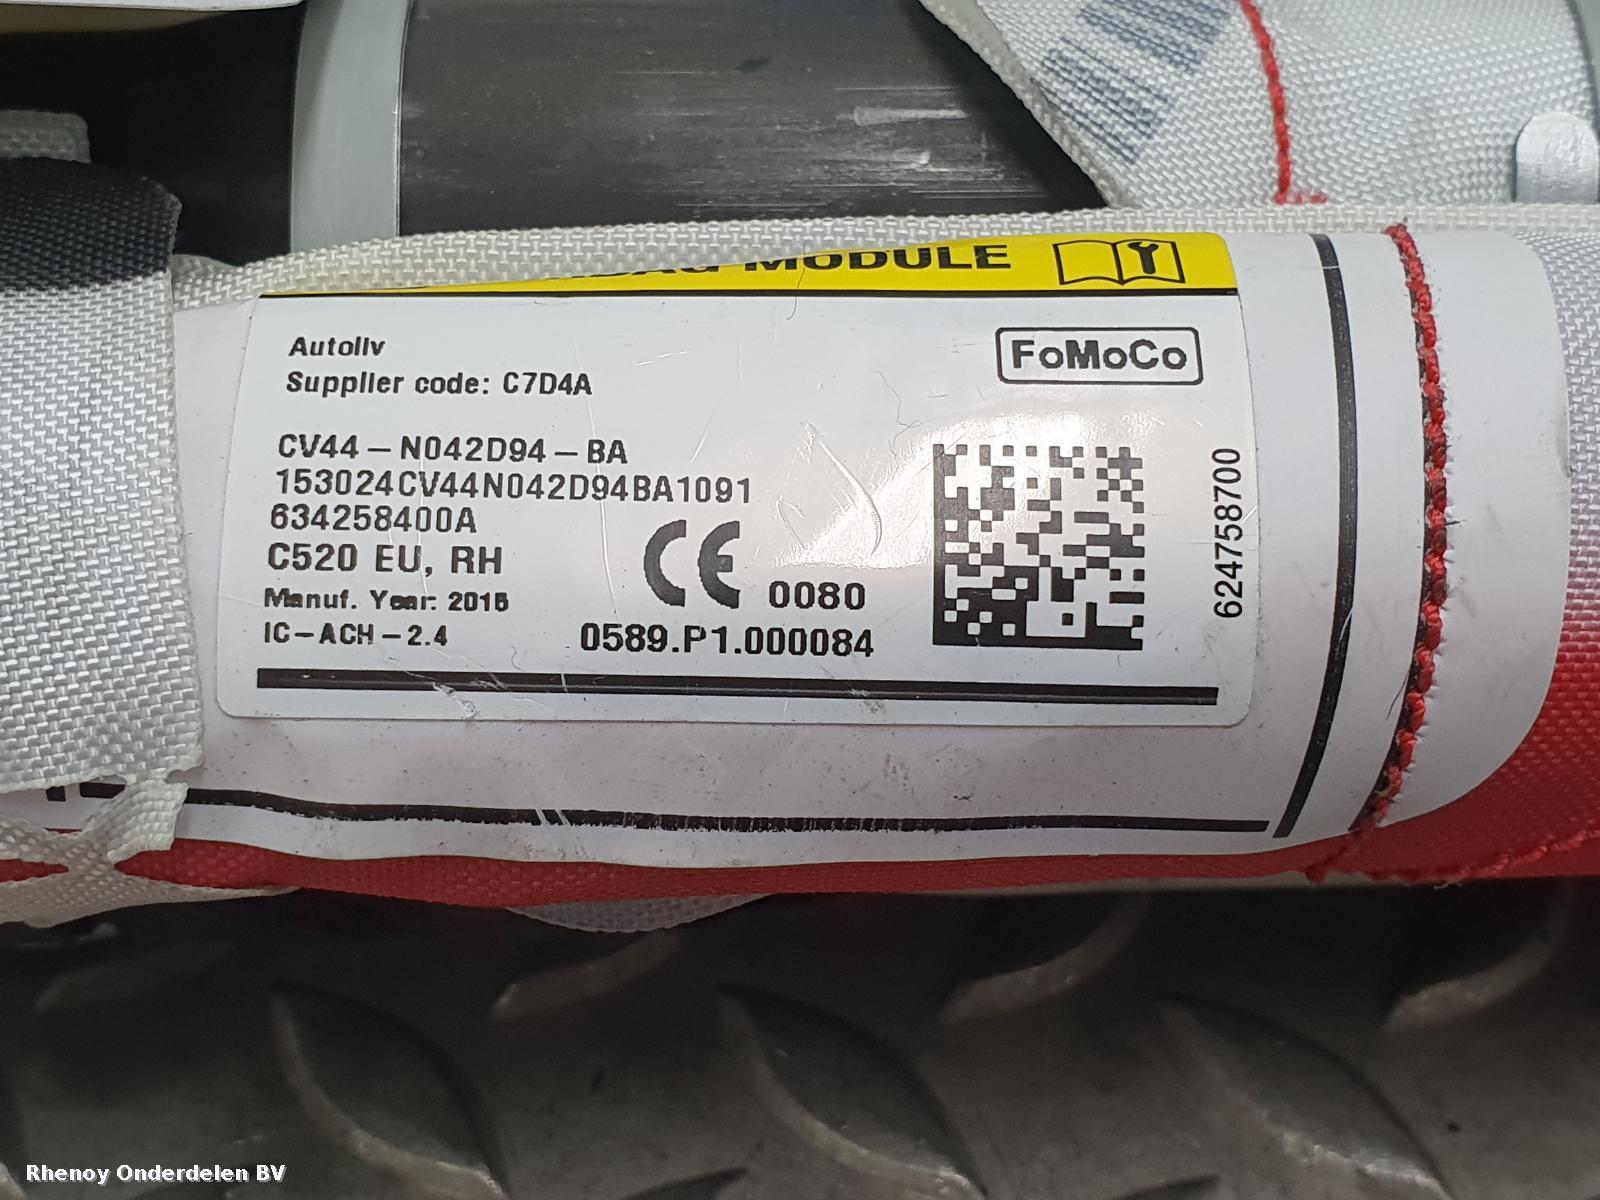 MODULE
Autoliv
FoMoCo
Supplier code: C7D4A
CV44-N042D94-BA
153024CV44N042D94BA1091
634258400A
C520 EU, RH
Manuf. Year: 2015
IC-ACH-2.4
0080
0589.P1.000084
624758700
Rhenoy Onderdelen BV